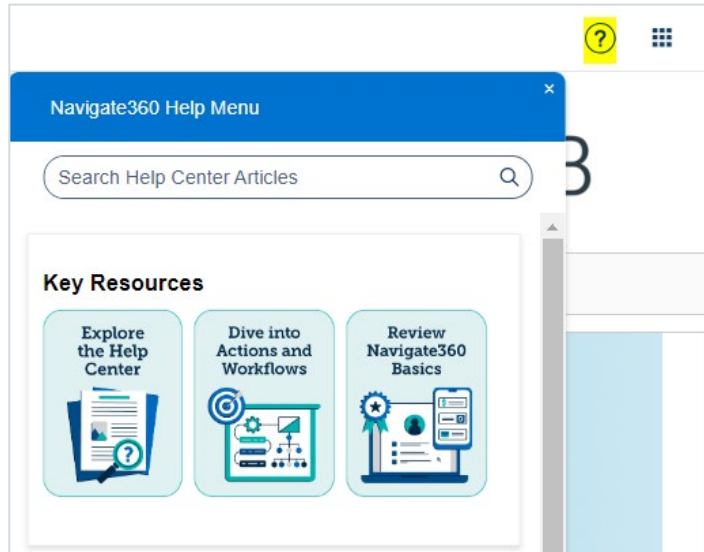 ?
Navigate360 Help Menu
×
Search Help Center Articles
Key Resources
Explore
the Help
Center
?
Dive into
Actions and
Workflows
Review
Navigate360
Basics